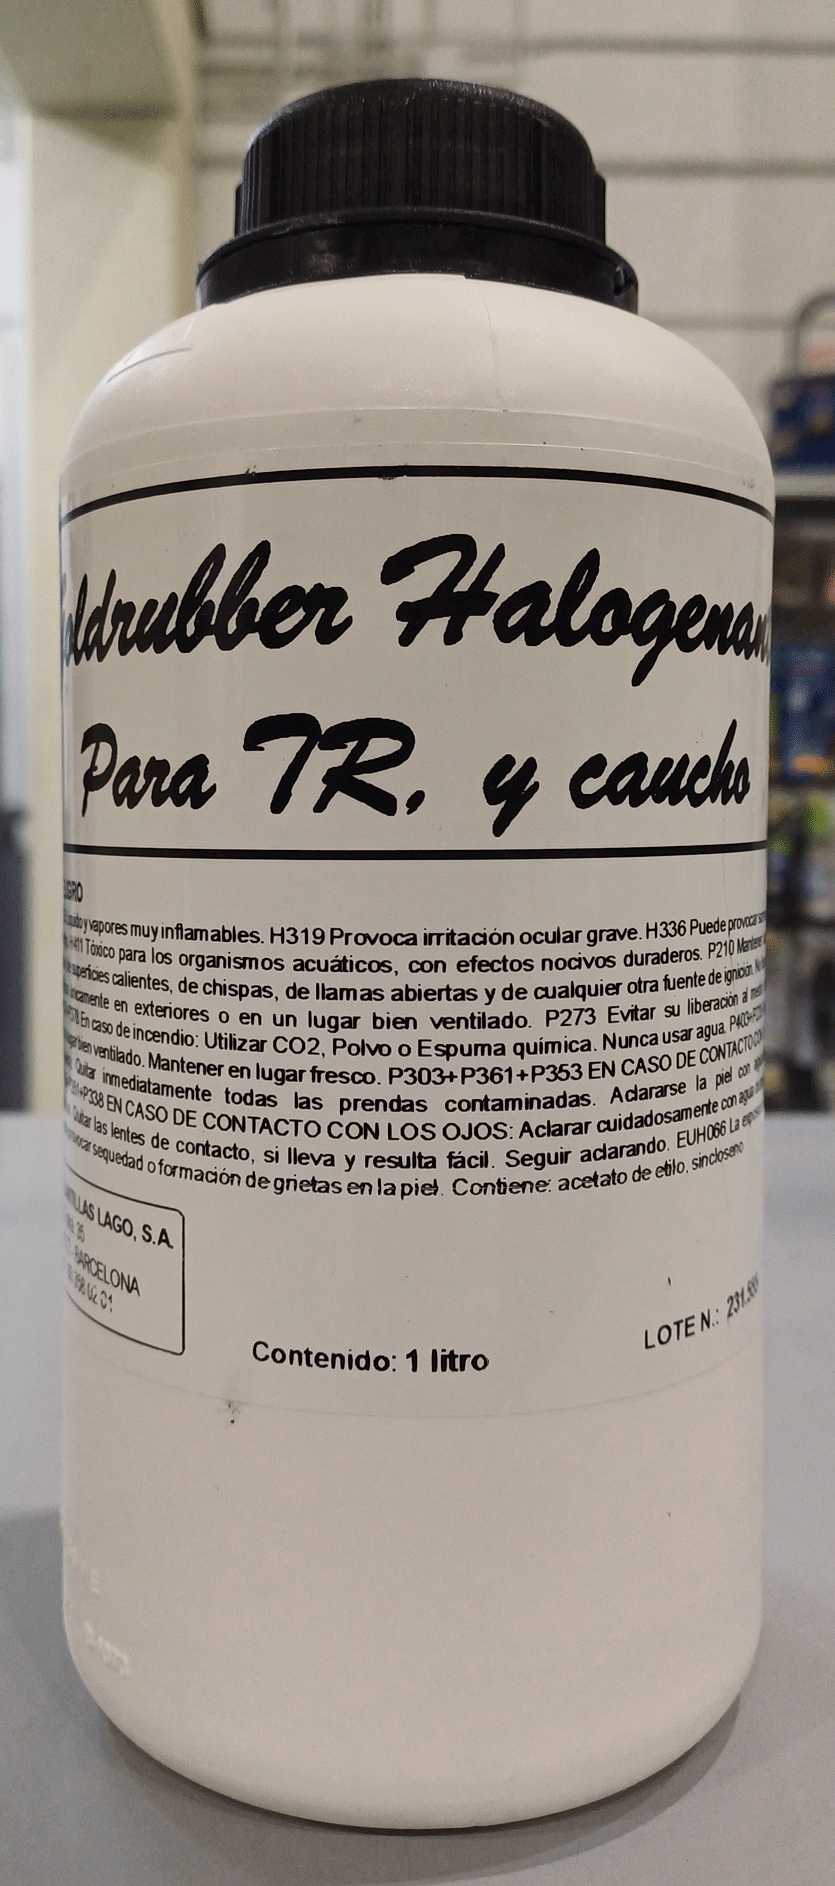 oldrubber Halogenan
Para TR. y caucho
y vapores muy inflamables. H319 Provoca irritación ocular grave. H336 Puede provocar
H411 Tóxico para los organismos acuáticos, con efectos nocivos duraderos. P210 Mantener
de superficies calientes, de chispas, de llamas abiertas y de cualquier otra fuente de ignición. No
en exteriores o en un lugar bien ventilado. P273 Evitar su liberación al
En caso de incendio: Utilizar CO2, Polvo o Espuma química. Nunca usar agua.
bien ventilado. Mantener en lugar fresco. P303+P361+P353 EN CASO DE CONTACTO
Quitar inmediatamente todas las prendas contaminadas. Aclararse la piel con
+P338 EN CASO DE CONTACTO CON LOS OJOS: Aclarar cuidadosamente con agua
Quitar las lentes de contacto, si lleva y resulta fácil. Seguir aclarando. EUH066 La
sequedad o formación de grietas en la piel. Contiene: acetato de etilo, sincloseno
LAGO, S.A.
35
BARCELONA
Contenido: 1 litro
LOTE N.: